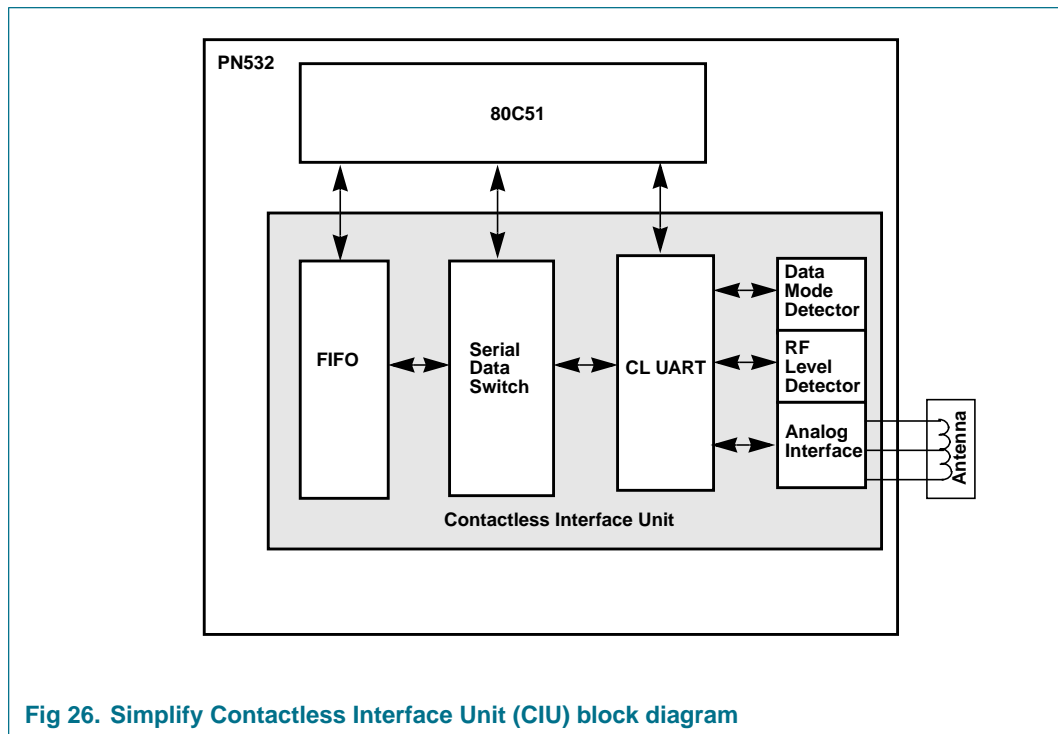 PN532
80C51
FIFO
Serial
Data
Switch
CL UART
Data
Mode
Detector
RF
Level
Detector
Analog
Interface
Antenna
Contactless Interface Unit
Fig 26. Simplify Contactless Interface Unit (CIU) block diagram